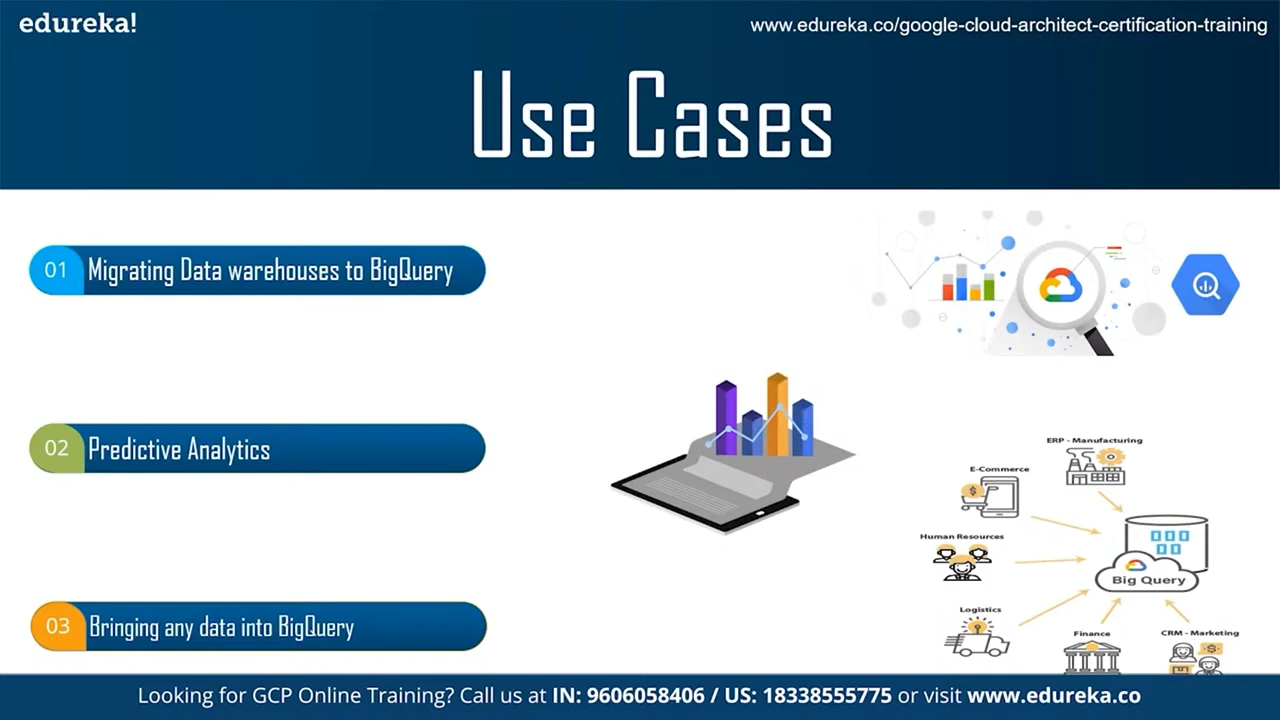 edureka!
www.edureka.co/google-cloud-architect-certification-training
Use Cases
01 Migrating Data warehouses to BigQuery
02 Predictive Analytics
03 Bringing any data into BigQuery
ERP - Manufacturing
E-Commerce
Human Resources
Big Query
Logistics
Finance
CRM - Marketing
Looking for GCP Online Training? Call us at IN: 9606058406 / US: 18338555775 or visit www.edureka.co